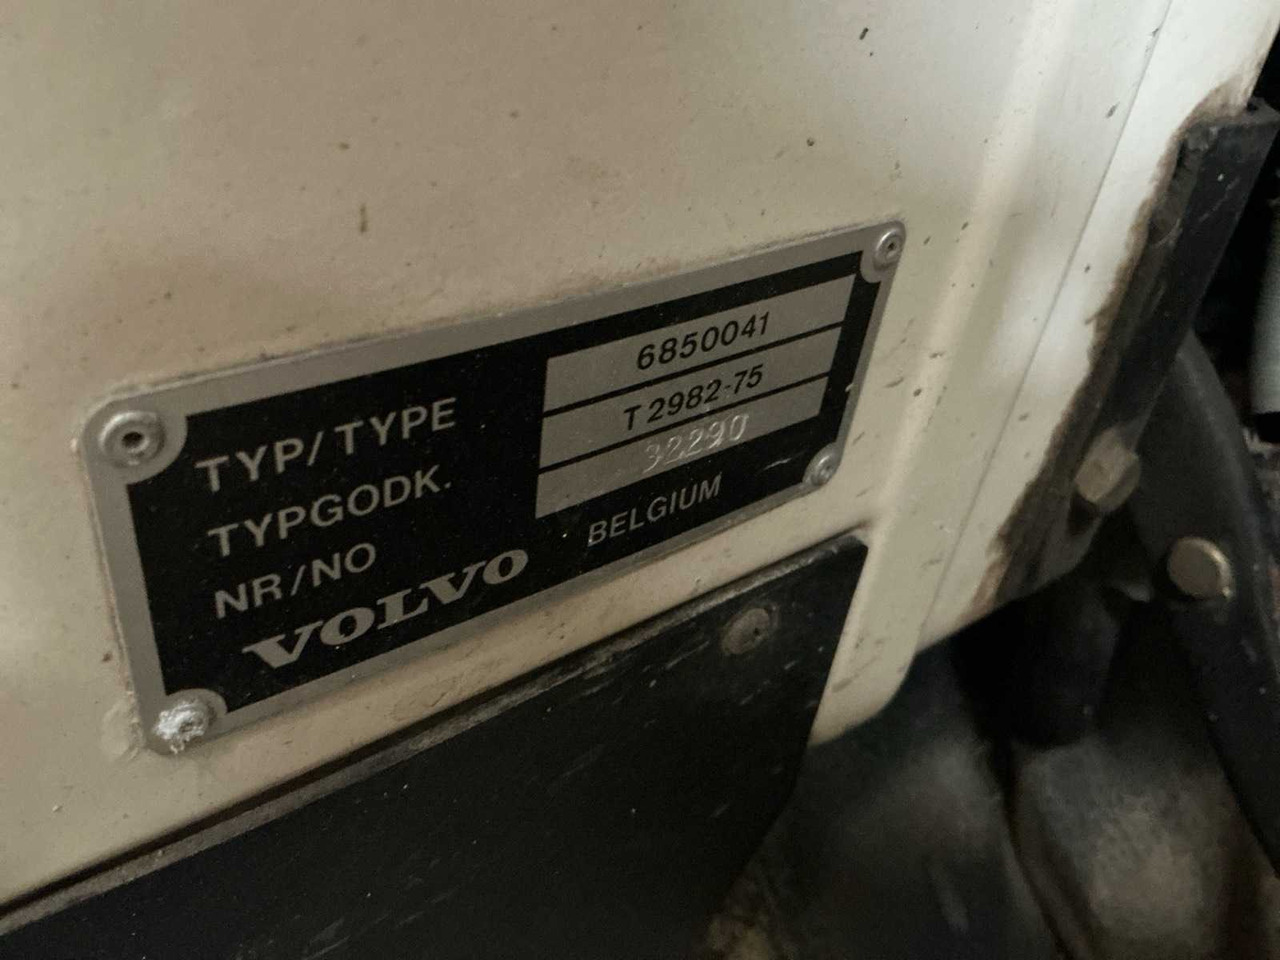 TYP/TYPE 6850041
TYPGODK. T 2982-75
NR/NO 32290
VOLVO BELGIUM